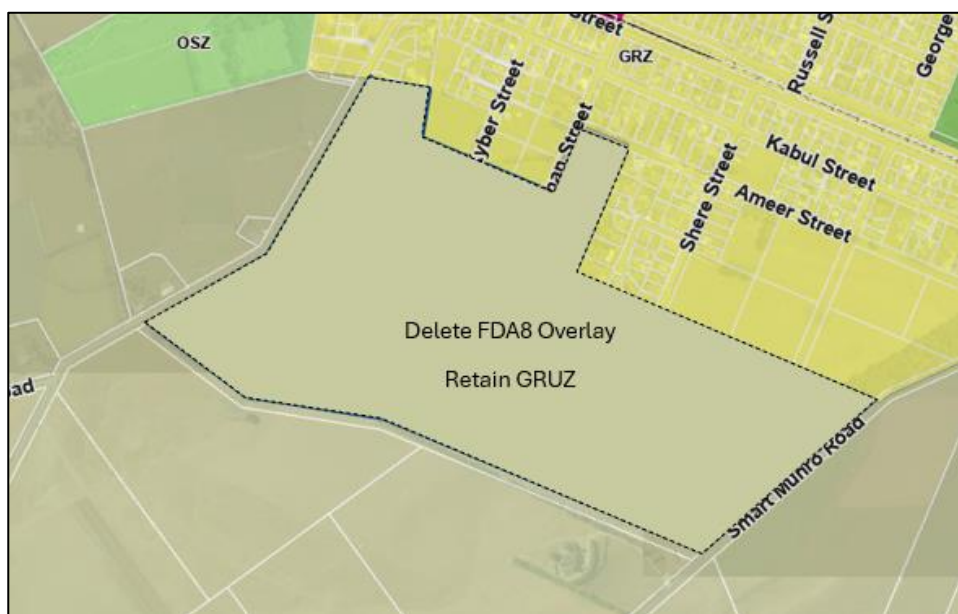 OSZ
Street
Russell S
George
GRZ
yber Street
Street
Kabul Street
Shere Street
Ameer Street
Delete FDA8 Overlay
Retain GRUZ
oad
Smart Munro Road